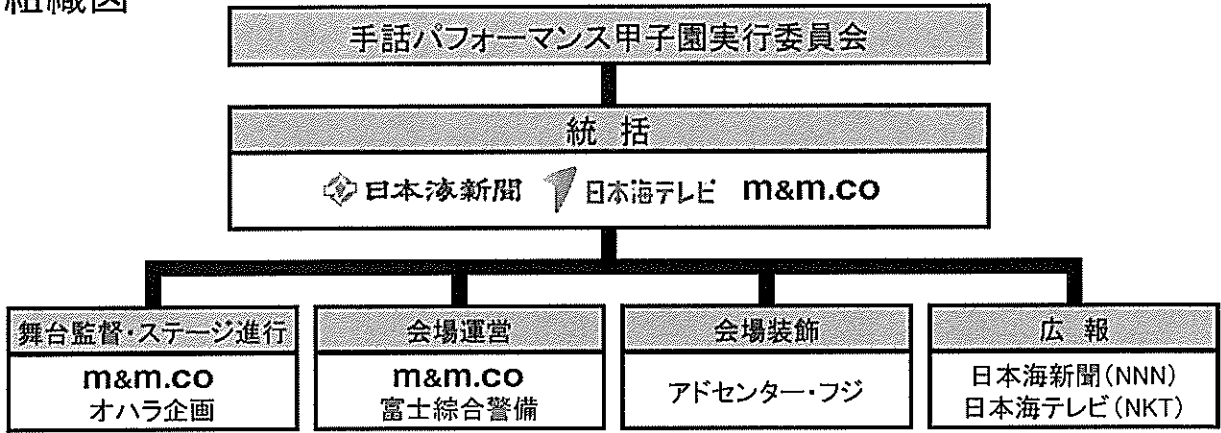 組織図
手話パフォーマンス甲子園実行委員会
統 括
日本海新聞 日本海テレビ m&m.co
舞台監督・ステージ進行
m&m.co
オハラ企画
会場運営
m&m.co
富士綜合警備
会場装飾
アドセンター・フジ
広 報
日本海新聞(NNN)
日本海テレビ(NKT)